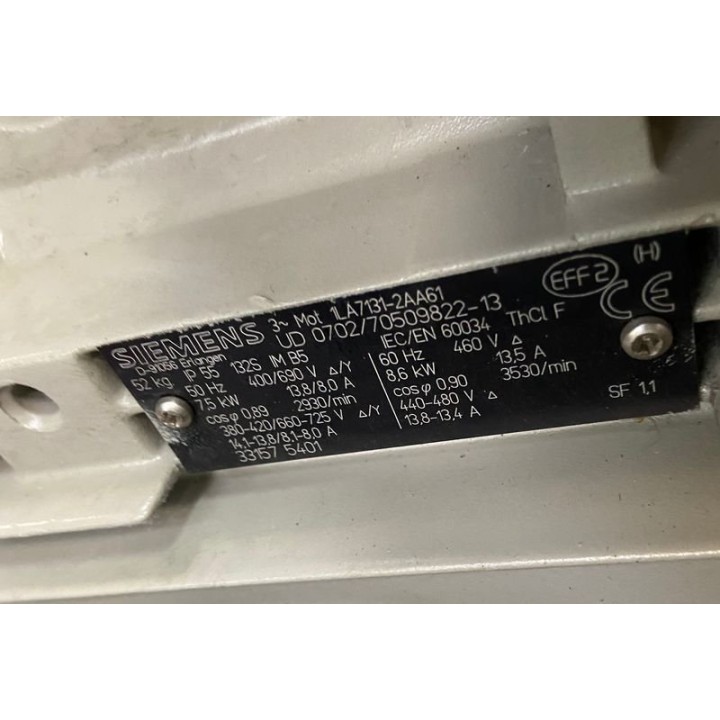 SIEMENS
D-91056 Erlangen
3~ Mot. 1LA7131-2AA61
UD 0702/70509822-13
EFF 2 (H)
CE
52 kg IP 55 132S IM B5 IEC/EN 60034 ThCl F
50 Hz 400/690 V Δ/Y 60 Hz 460 V Δ
7,5 kW 13,8/8,0 A 8,6 kW 13,5 A
cosφ 0,89 2930/min cosφ 0,90 3530/min
380-420/660-725 V Δ/Y 440-480 V Δ
14,1-13,8/8,1-8,0 A 13,8-13,4 A
33157 5401
SF 1,1